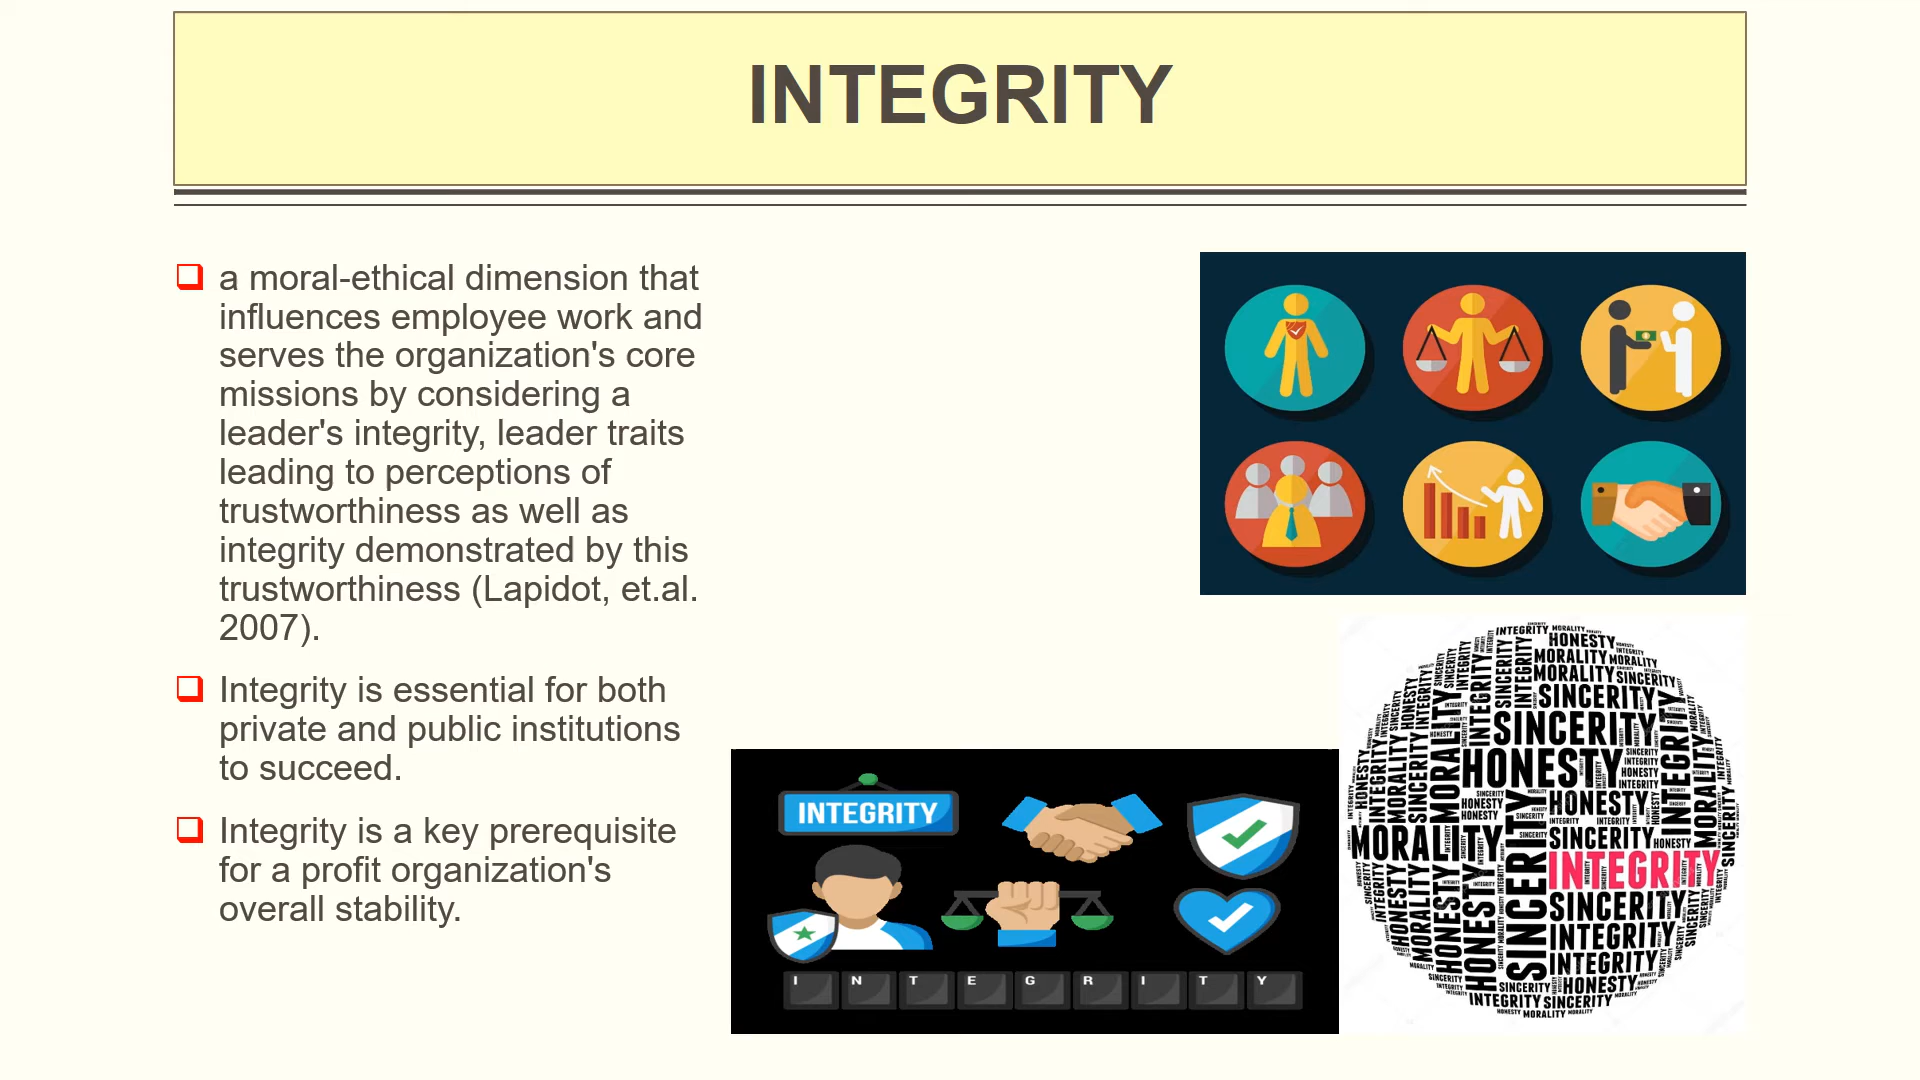 INTEGRITY
a moral-ethical dimension that
influences employee work and
serves the organization's core
missions by considering a
leader's integrity, leader traits
leading to perceptions of
trustworthiness as well as
integrity demonstrated by this
trustworthiness (Lapidot, et.al.
2007).
Integrity is essential for both
private and public institutions
to succeed.
Integrity is a key prerequisite
for a profit organization's
overall stability.
INTEGRITY
I N T E G R I T Y
INTEGRITY MORALITY
HONESTY
MORALITY MORALITY
MORALITY SINCERITY
SINCERITY
SINCERITY
HONESTY
HONESTY
SINCERITY HONESTY
MORALITY
INTEGRITY
SINCERITY
INTEGRITY
INTEGRITY
SINCERITY HONESTY
INTEGRITY SINCERITY
HONESTY MORALITY MORALITY